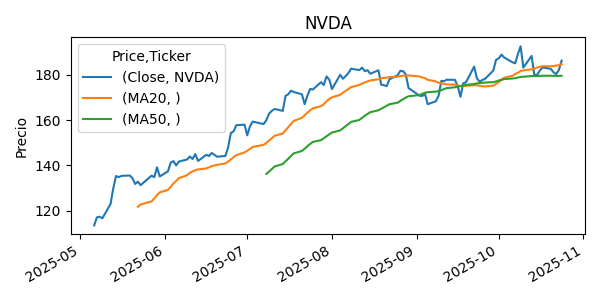 NVDA
Price,Ticker
(Close, NVDA)
(MA20, )
(MA50, )
Precio
180
160
140
120
2025-05
2025-06
2025-07
2025-08
2025-09
2025-10
2025-11